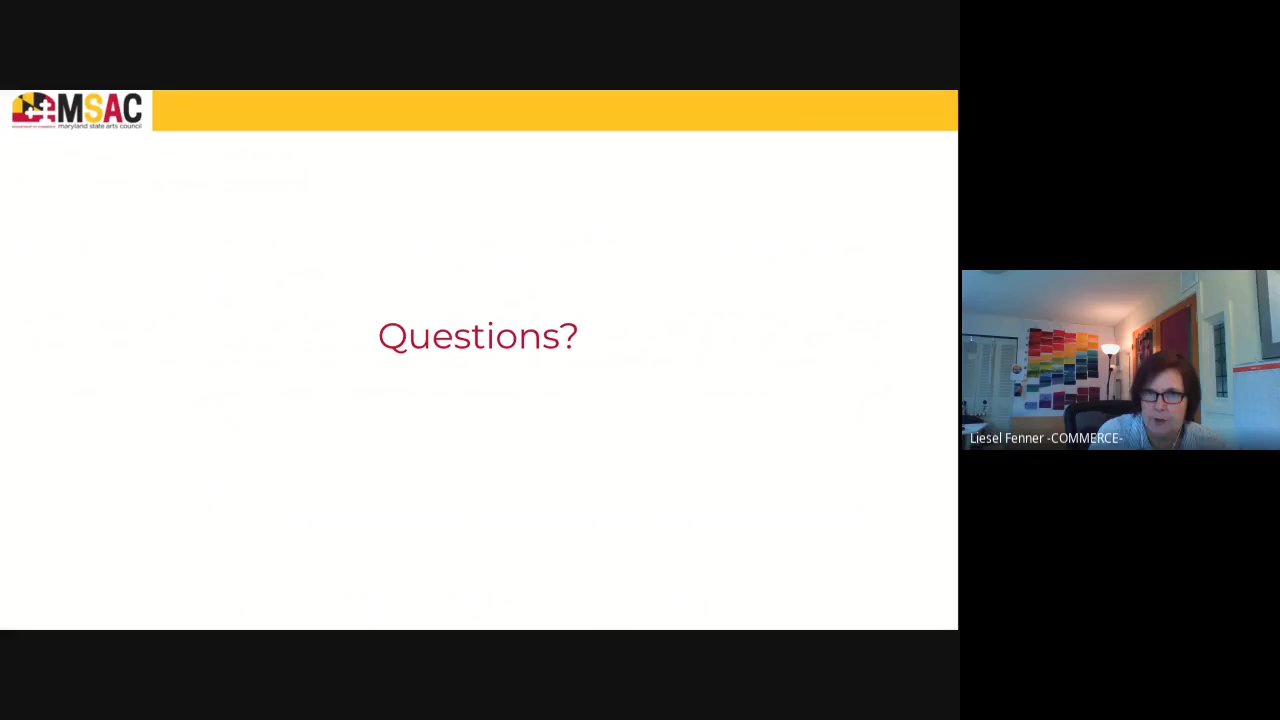 MSAC
maryland state arts council
Questions?
Liesel Fenner -COMMERCE-